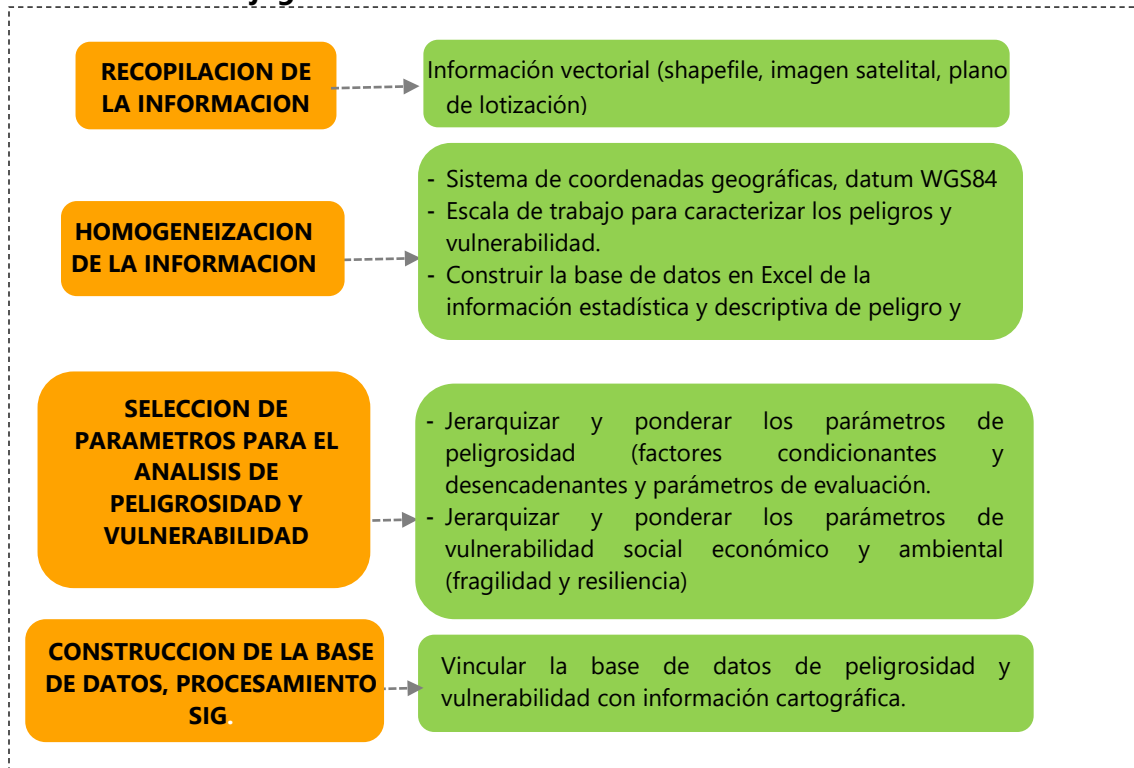 RECOPILACION DE
LA INFORMACION
Información vectorial (shapefile, imagen satelital, plano
de lotización)
HOMOGENEIZACION
DE LA INFORMACION
- Sistema de coordenadas geográficas, datum WGS84
- Escala de trabajo para caracterizar los peligros y
vulnerabilidad.
- Construir la base de datos en Excel de la
información estadística y descriptiva de peligro y
SELECCION DE
PARAMETROS PARA EL
ANALISIS DE
PELIGROSIDAD Y
VULNERABILIDAD
- Jerarquizar y ponderar los parámetros de
peligrosidad (factores condicionantes y
desencadenantes y parámetros de evaluación.
- Jerarquizar y ponderar los parámetros de
vulnerabilidad social económico y ambiental
(fragilidad y resiliencia)
CONSTRUCCION DE LA BASE
DE DATOS, PROCESAMIENTO
SIG.
Vincular la base de datos de peligrosidad y
vulnerabilidad con información cartográfica.